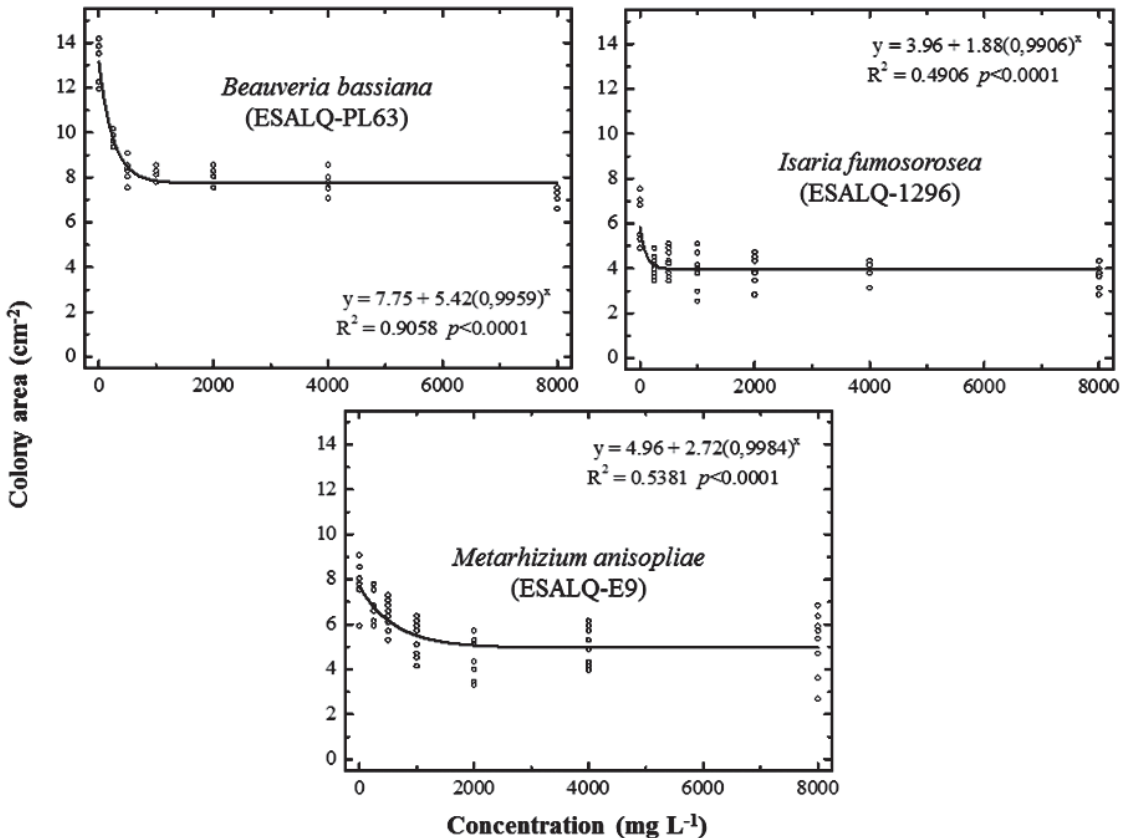 Colony area (cm-2)
14
12
10
8
6
4
2
0
Beauveria bassiana
(ESALQ-PL63)
y = 7.75 + 5.42(0,9959)x
R2 = 0.9058 p<0.0001
0 2000 4000 6000 8000
14
12
10
8
6
4
2
0
y = 3.96 + 1.88(0,9906)x
R2 = 0.4906 p<0.0001
Isaria fumosorosea
(ESALQ-1296)
0 2000 4000 6000 8000
14
12
10
8
6
4
2
0
y = 4.96 + 2.72(0,9984)x
R2 = 0.5381 p<0.0001
Metarhizium anisopliae
(ESALQ-E9)
0 2000 4000 6000 8000
Concentration (mg L-1)